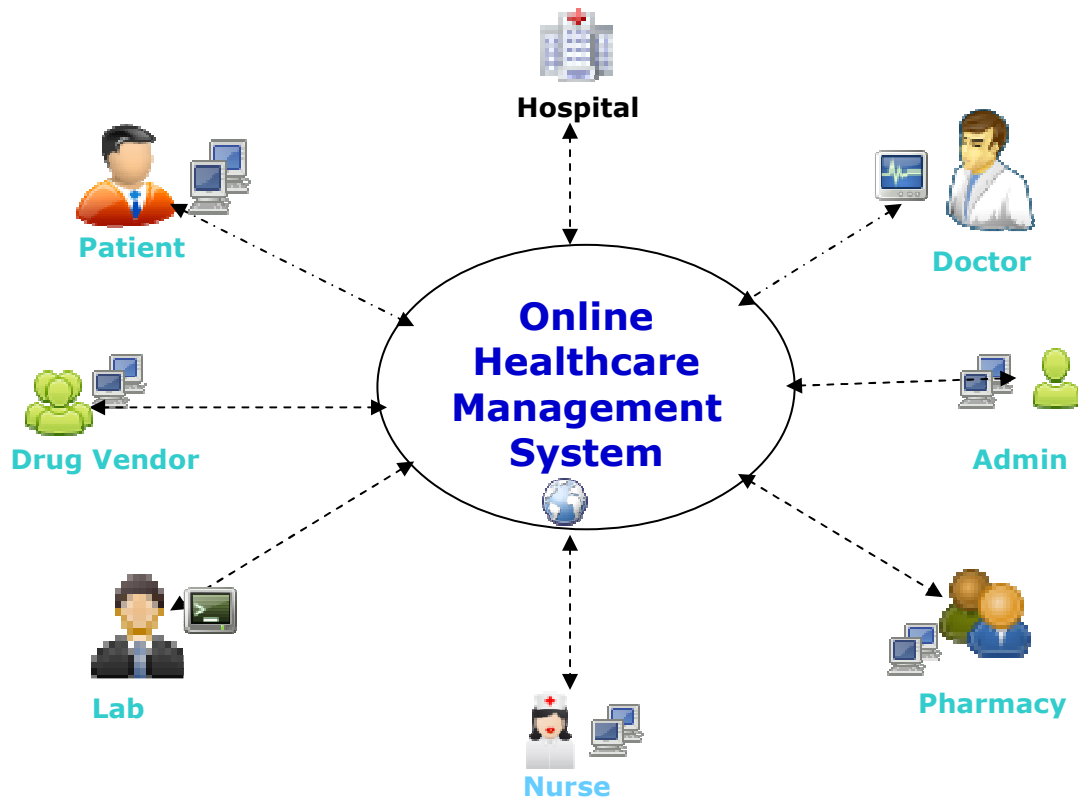 Hospital
Patient
Doctor
Online
Healthcare
Management
System
Drug Vendor
Admin
Lab
Pharmacy
Nurse